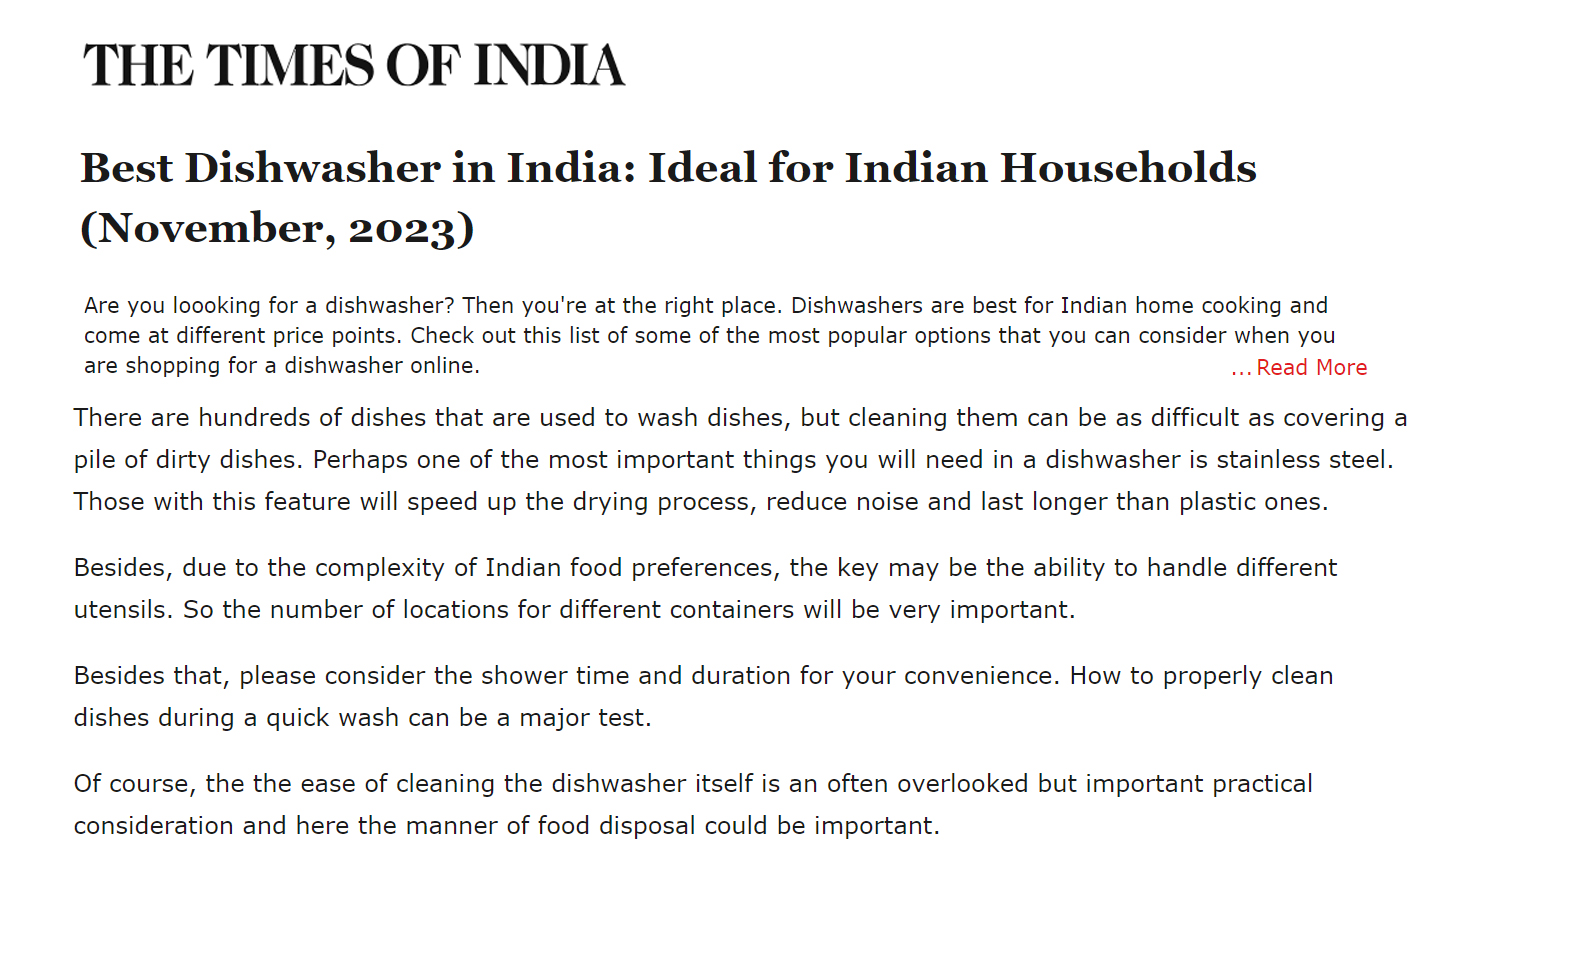 THE TIMES OF INDIA
Best Dishwasher in India: Ideal for Indian Households
(November, 2023)
Are you loooking for a dishwasher? Then you're at the right place. Dishwashers are best for Indian home cooking and
come at different price points. Check out this list of some of the most popular options that you can consider when you
are shopping for a dishwasher online. ... Read More
There are hundreds of dishes that are used to wash dishes, but cleaning them can be as difficult as covering a
pile of dirty dishes. Perhaps one of the most important things you will need in a dishwasher is stainless steel.
Those with this feature will speed up the drying process, reduce noise and last longer than plastic ones.
Besides, due to the complexity of Indian food preferences, the key may be the ability to handle different
utensils. So the number of locations for different containers will be very important.
Besides that, please consider the shower time and duration for your convenience. How to properly clean
dishes during a quick wash can be a major test.
Of course, the the ease of cleaning the dishwasher itself is an often overlooked but important practical
consideration and here the manner of food disposal could be important.